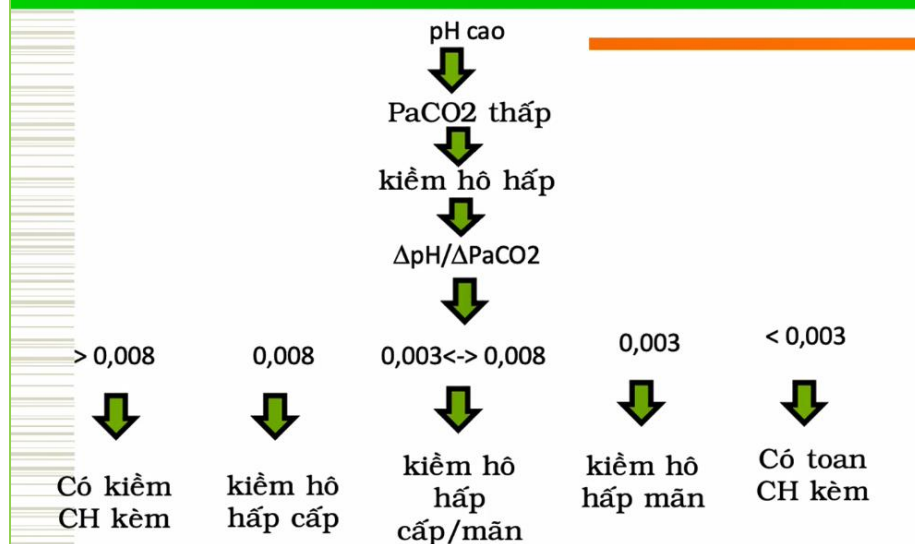 pH cao
PaCO2 thấp
kiềm hô hấp
ΔpH/ΔPaCO2
> 0,008
0,008
0,003<-> 0,008
0,003
< 0,003
Có kiềm
CH kèm
kiềm hô
hấp cấp
kiềm hô
hấp
cấp/mãn
kiềm hô
hấp mãn
Có toan
CH kèm